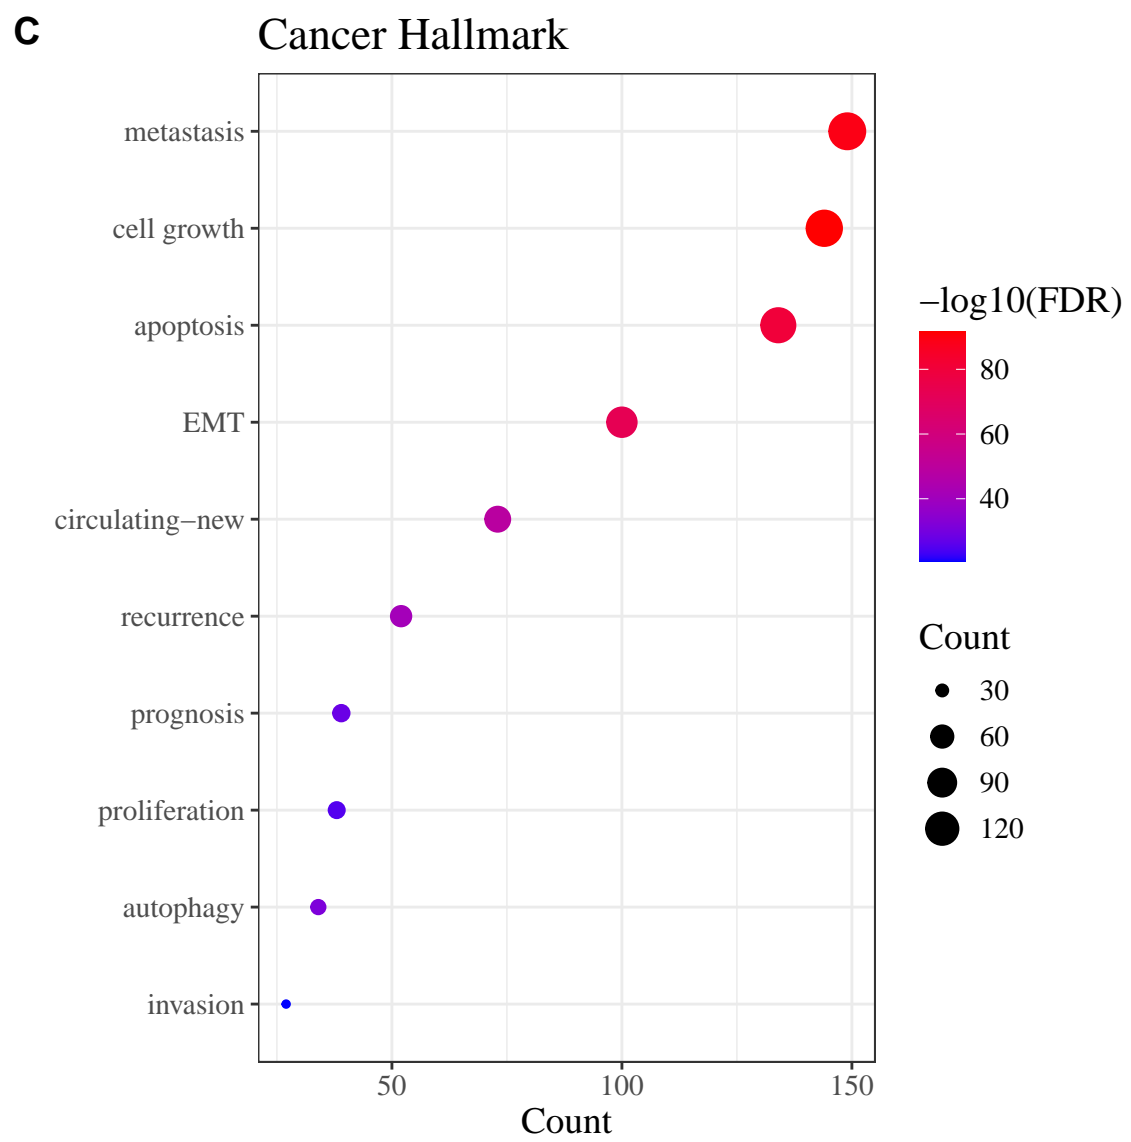 C
Cancer Hallmark
metastasis
cell growth
apoptosis
EMT
circulating−new
recurrence
prognosis
proliferation
autophagy
invasion
50 100 150
Count
−log10(FDR)
80
60
40
Count
30
60
90
120